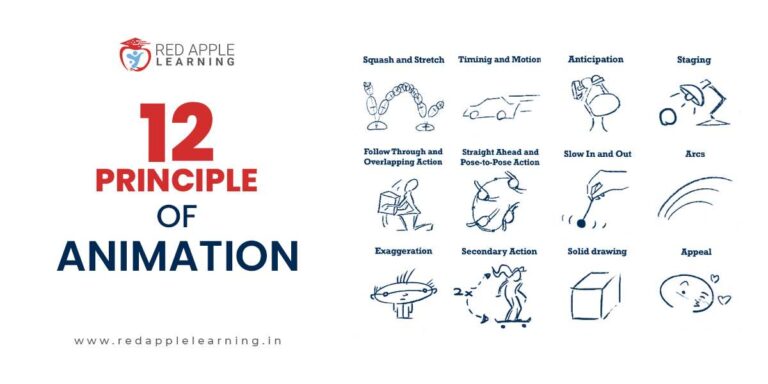 RED APPLE
LEARNING
12
PRINCIPLE
OF
ANIMATION
www.redapplelearning.in
Squash and Stretch
Timinig and Motion
Anticipation
Staging
Follow Through and
Overlapping Action
Straight Ahead and
Pose-to-Pose Action
Slow In and Out
Arcs
Exaggeration
Secondary Action
Solid drawing
Appeal
2x